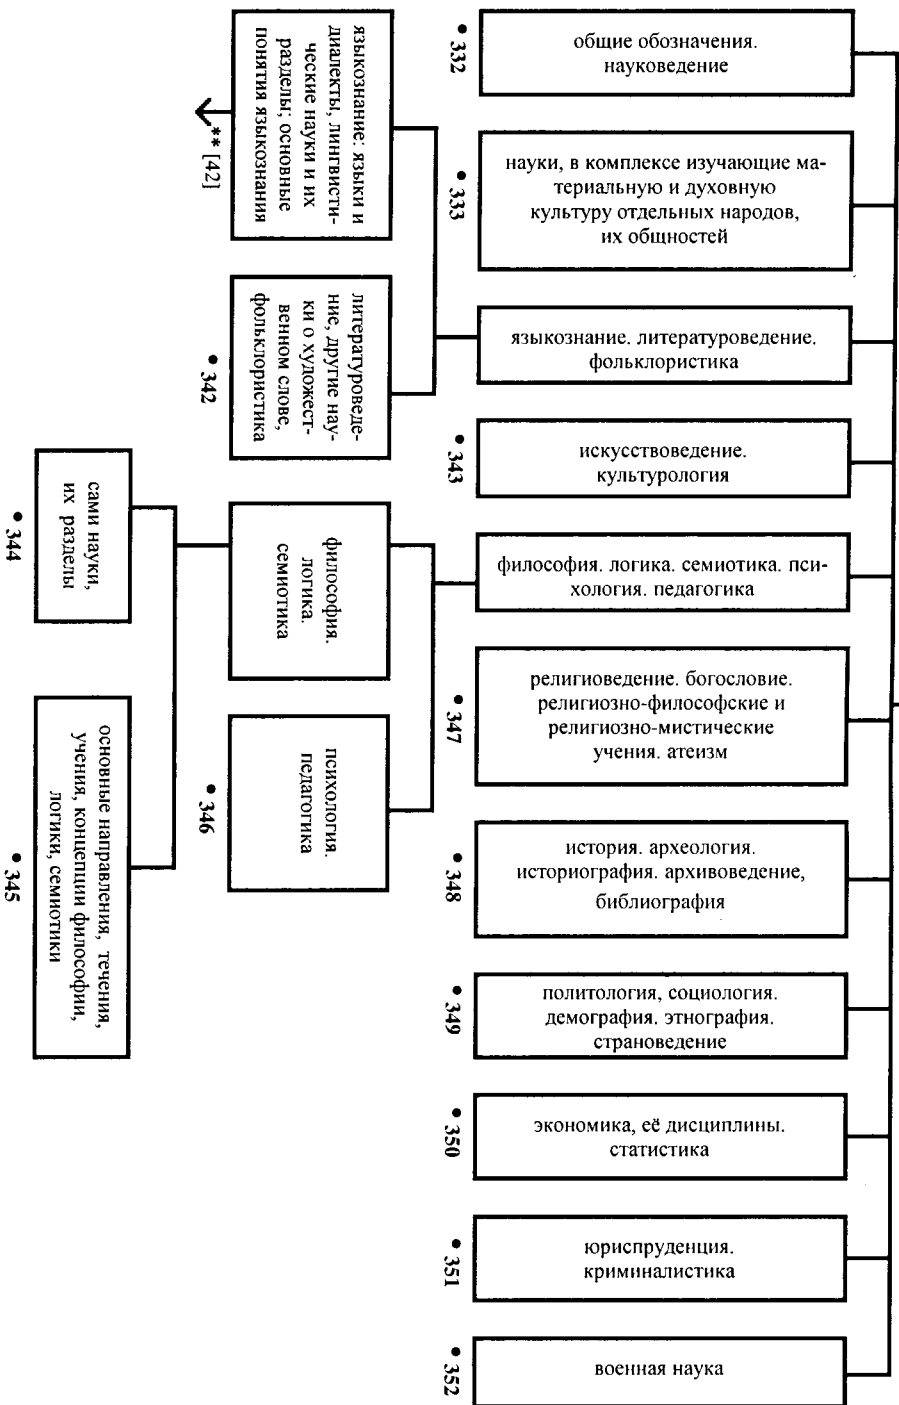 общие обозначения.
науковедение
• 332
науки, в комплексе изучающие ма-
териальную и духовную
культуру отдельных народов,
их общностей
• 333
языкознание. литературоведение.
фольклористика
языкознание: языки и
диалекты, лингвисти-
ческие науки и их
разделы; основные
понятия языкознания
** [42]
литературоведе-
ние, другие нау-
ки о художест-
венном слове,
фольклористика
• 342
искусствоведение.
культурология
• 343
философия. логика. семиотика. пси-
хология. педагогика
философия.
логика.
семиотика
сами науки,
их разделы
• 344
основные направления, течения,
учения, концепции философии,
логики, семиотики
• 345
психология.
педагогика
• 346
религиоведение. богословие.
религиозно-философские и
религиозно-мистические
учения. атеизм
• 347
история. археология.
историография. архивоведение,
библиография
• 348
политология, социология.
демография. этнография.
страноведение
• 349
экономика, её дисциплины.
статистика
• 350
юриспруденция.
криминалистика
• 351
военная наука
• 352